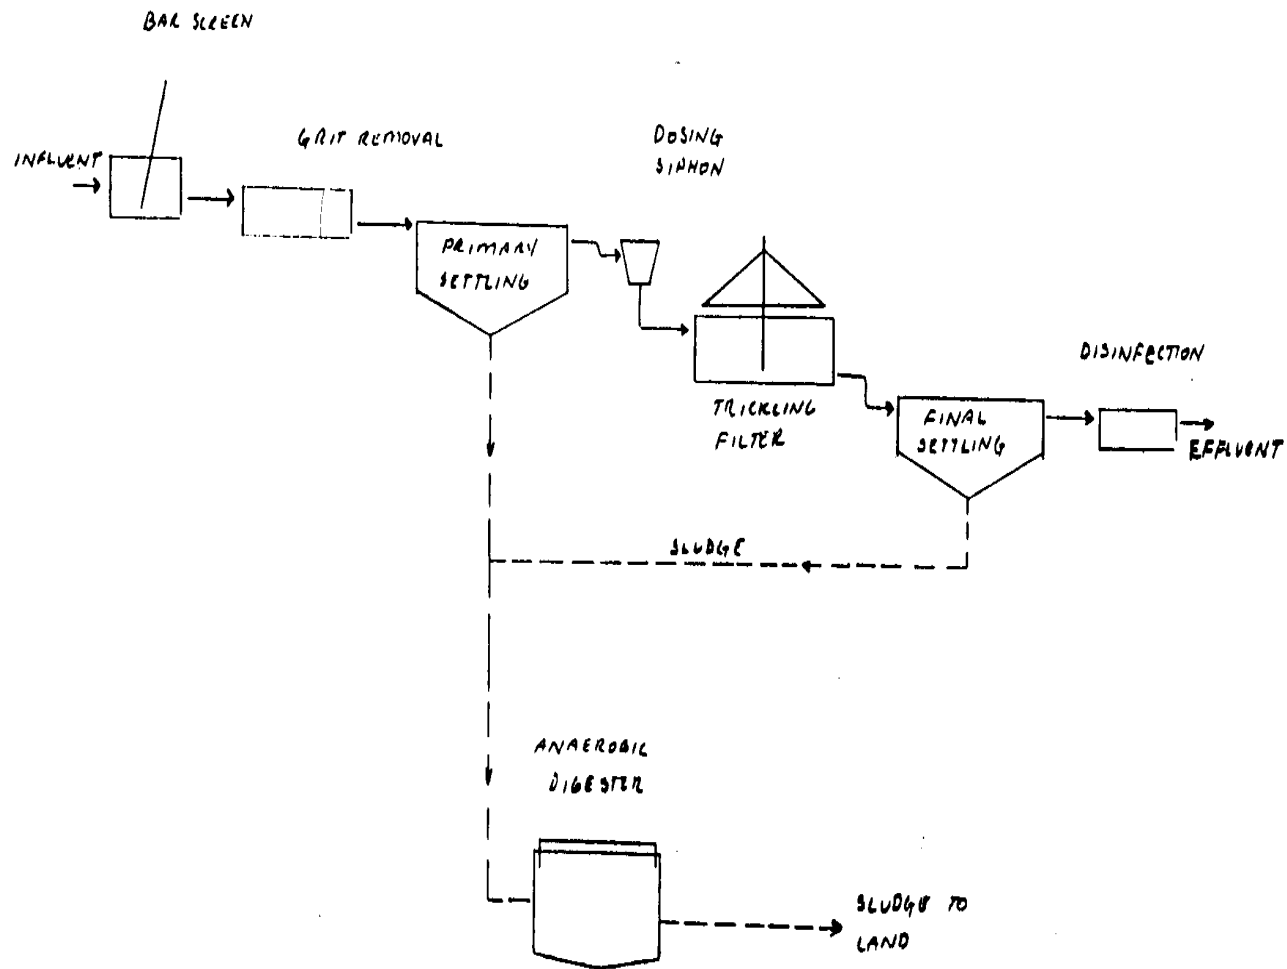 BAR SCREEN
GRIT REMOVAL
DOSING
SIPHON
INFLUENT
PRIMARY
SETTLING
DISINFECTION
TRICKLING
FILTER
FINAL
SETTLING
EFFLUENT
SLUDGE
ANAEROBIC
DIGESTER
SLUDGE TO
LAND